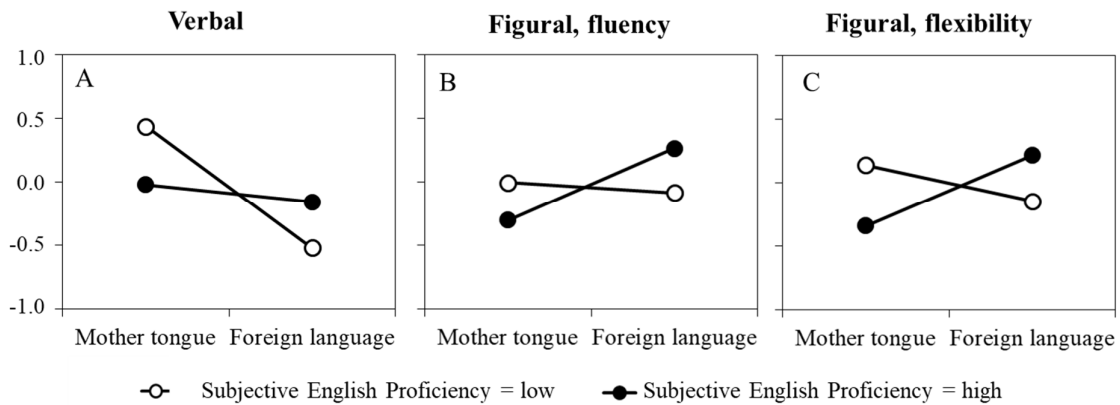 Verbal
Figural, fluency
Figural, flexibility
A
B
C
1.0
0.5
0.0
-0.5
-1.0
Mother tongue Foreign language
Mother tongue Foreign language
Mother tongue Foreign language
Subjective English Proficiency = low
Subjective English Proficiency = high